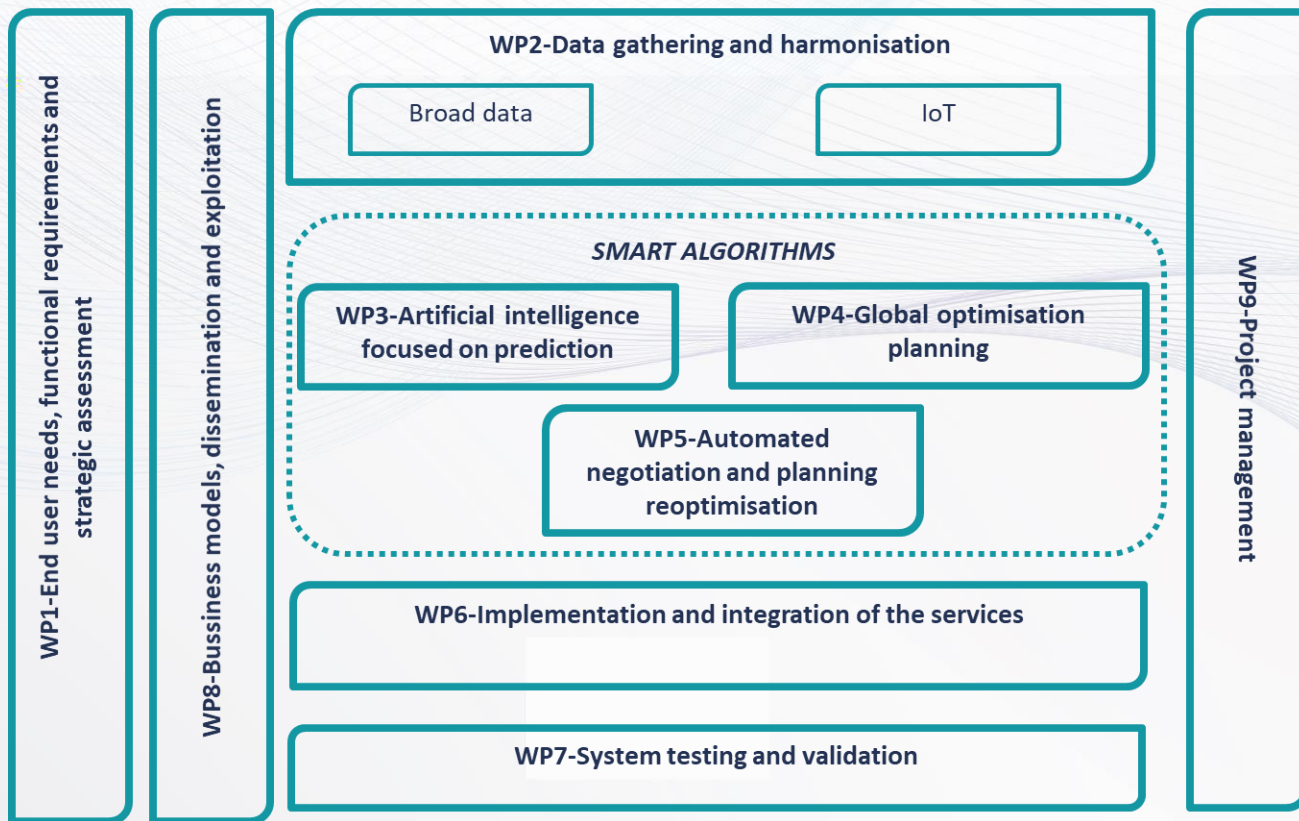 WP1-End user needs, functional requirements and
strategic assessment
WP8-Bussiness models, dissemination and exploitation
WP2-Data gathering and harmonisation
Broad data
IoT
SMART ALGORITHMS
WP3-Artificial intelligence
focused on prediction
WP4-Global optimisation
planning
WP5-Automated
negotiation and planning
reoptimisation
WP6-Implementation and integration of the services
WP7-System testing and validation
WP9-Project management